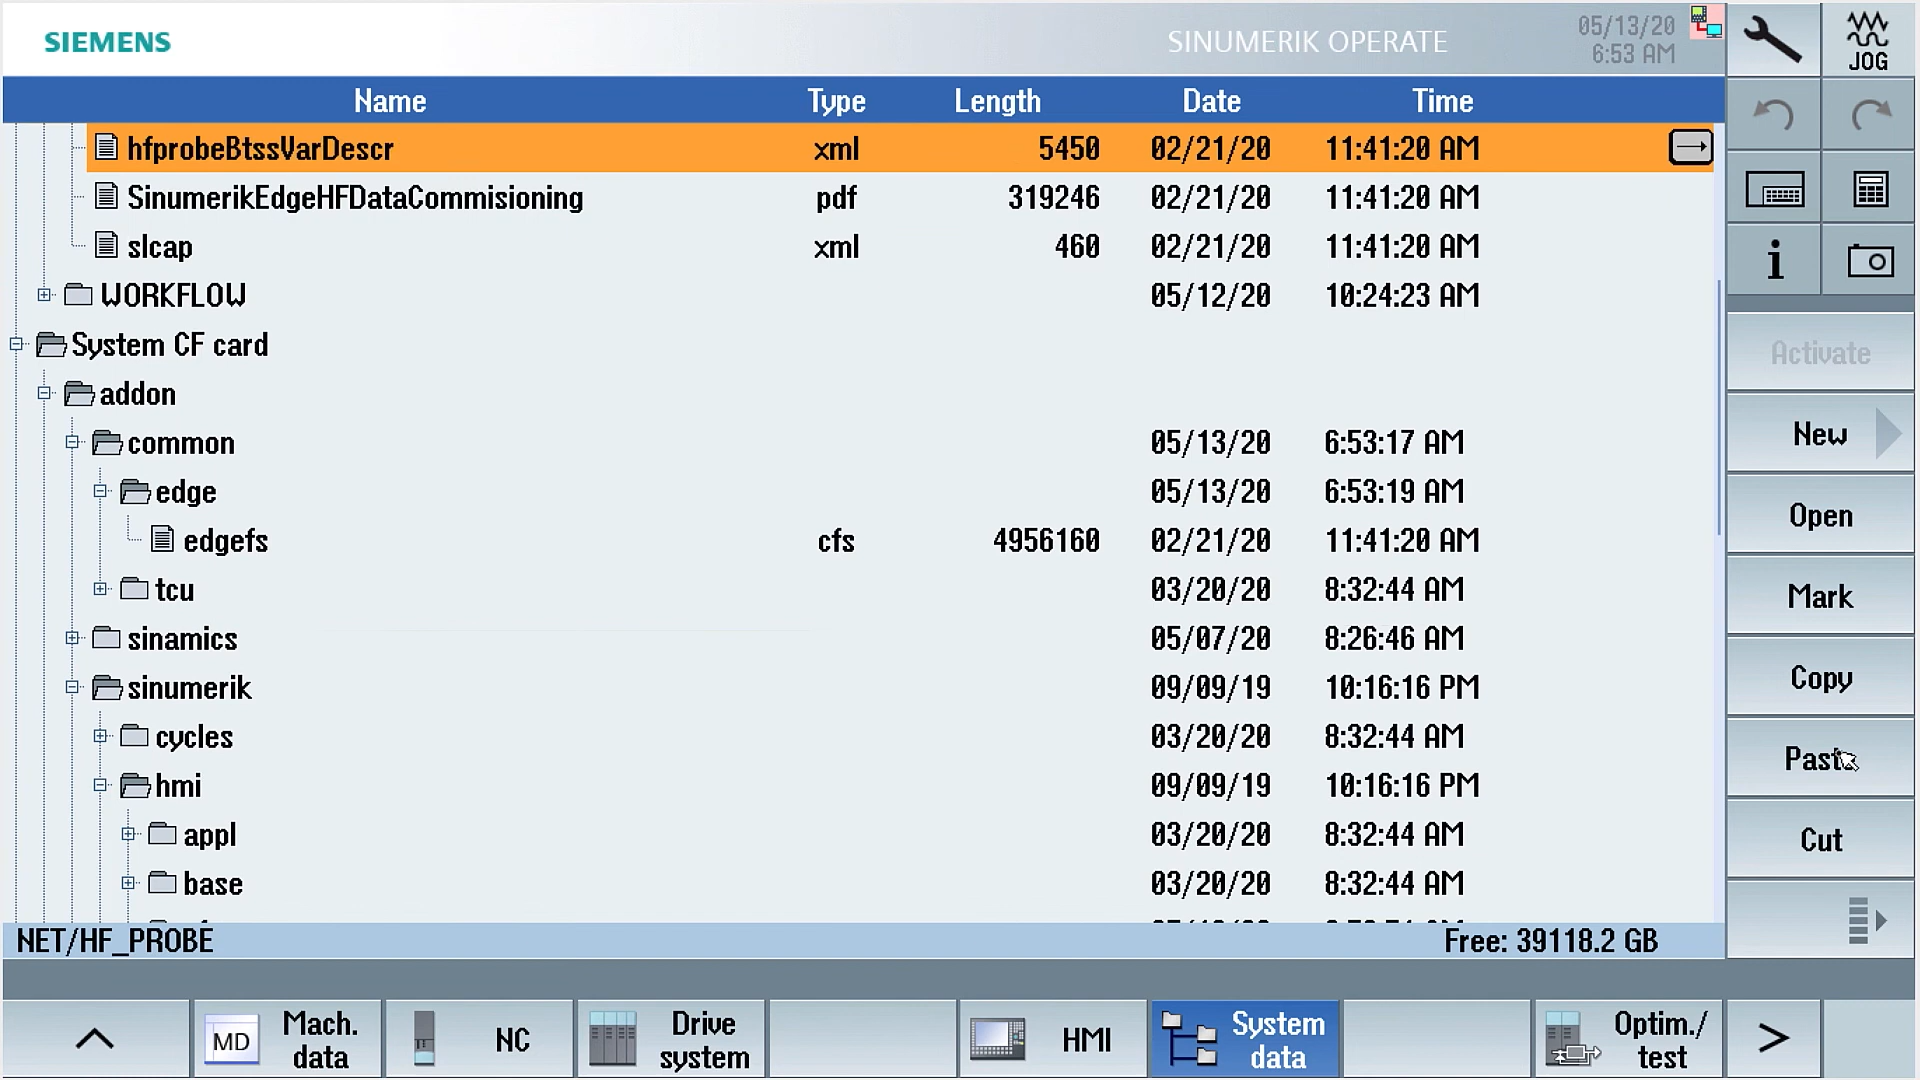 SIEMENS
SINUMERIK OPERATE
05/13/20
6:53 AM
JOG
Name Type Length Date Time
hfprobeBtssVarDescr xml 5450 02/21/20 11:41:20 AM
SinumerikEdgeHFDataCommisioning pdf 319246 02/21/20 11:41:20 AM
slcap xml 460 02/21/20 11:41:20 AM
WORKFLOW 05/12/20 10:24:23 AM
System CF card
addon
common 05/13/20 6:53:17 AM
edge 05/13/20 6:53:19 AM
edgefs cfs 4956160 02/21/20 11:41:20 AM
tcu 03/20/20 8:32:44 AM
sinamics 05/07/20 8:26:46 AM
sinumerik 09/09/19 10:16:16 PM
cycles 03/20/20 8:32:44 AM
hmi 09/09/19 10:16:16 PM
appl 03/20/20 8:32:44 AM
base 03/20/20 8:32:44 AM
NET/HF_PROBE Free: 39118.2 GB
i
Activate
New
Open
Mark
Copy
Paste
Cut
MD Mach.
data
NC
Drive
system
HMI
System
data
Optim./
test
>